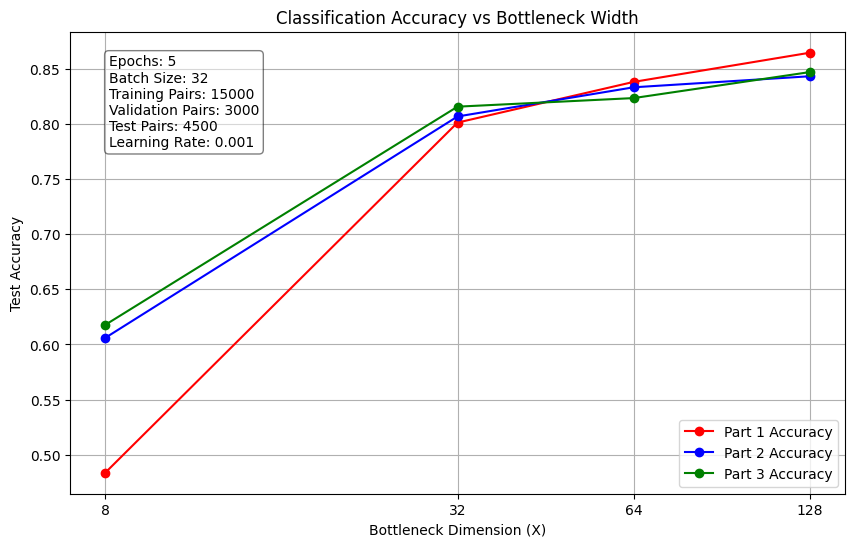 Classification Accuracy vs Bottleneck Width
Epochs: 5
Batch Size: 32
Training Pairs: 15000
Validation Pairs: 3000
Test Pairs: 4500
Learning Rate: 0.001
Test Accuracy
0.85
0.80
0.75
0.70
0.65
0.60
0.55
0.50
Part 1 Accuracy
Part 2 Accuracy
Part 3 Accuracy
8 32 64 128
Bottleneck Dimension (X)